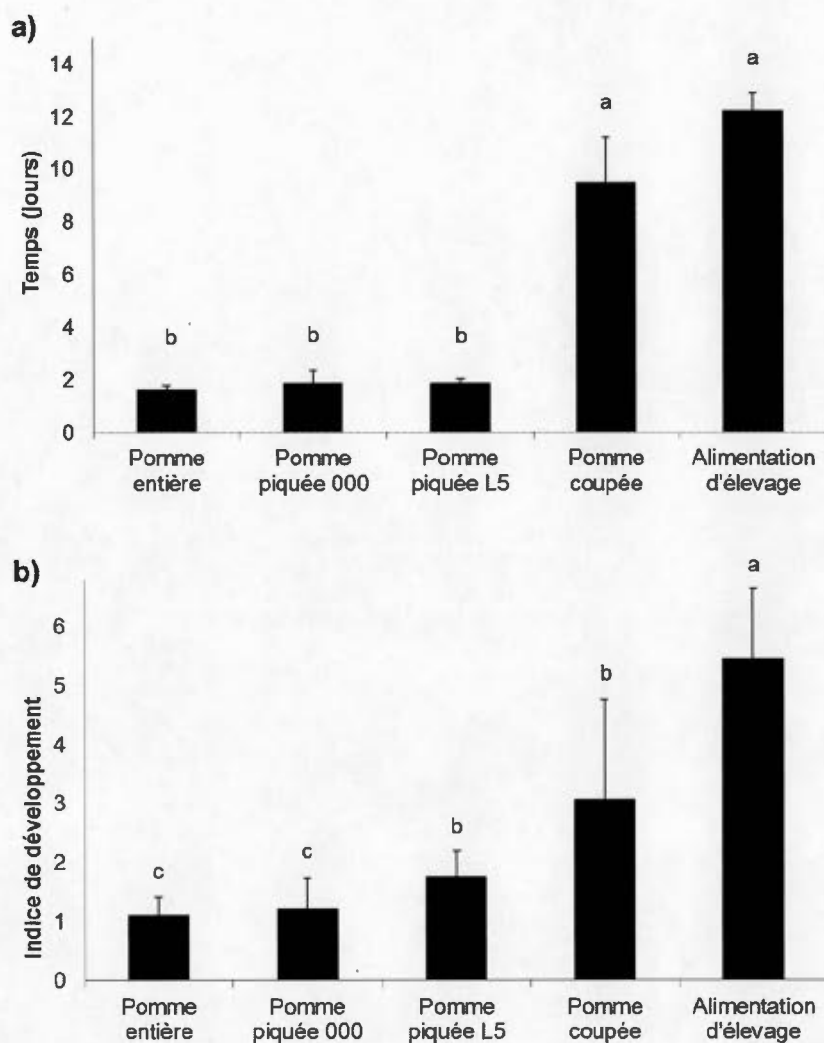 a)
14
12
10
8
6
4
2
0
Temps (jours)
b
b
b
a
a
Pomme entière
Pomme piquée 000
Pomme piquée L5
Pomme coupée
Alimentation d'élevage
b)
6
5
4
3
2
1
0
Indice de développement
c
c
b
b
a
Pomme entière
Pomme piquée 000
Pomme piquée L5
Pomme coupée
Alimentation d'élevage